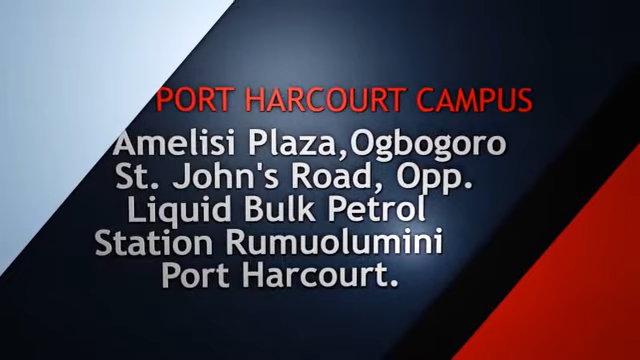 PORT HARCOURT CAMPUS
Amelisi Plaza,Ogbogoro
St. John's Road, Opp.
Liquid Bulk Petrol
Station Rumuolumini
Port Harcourt.